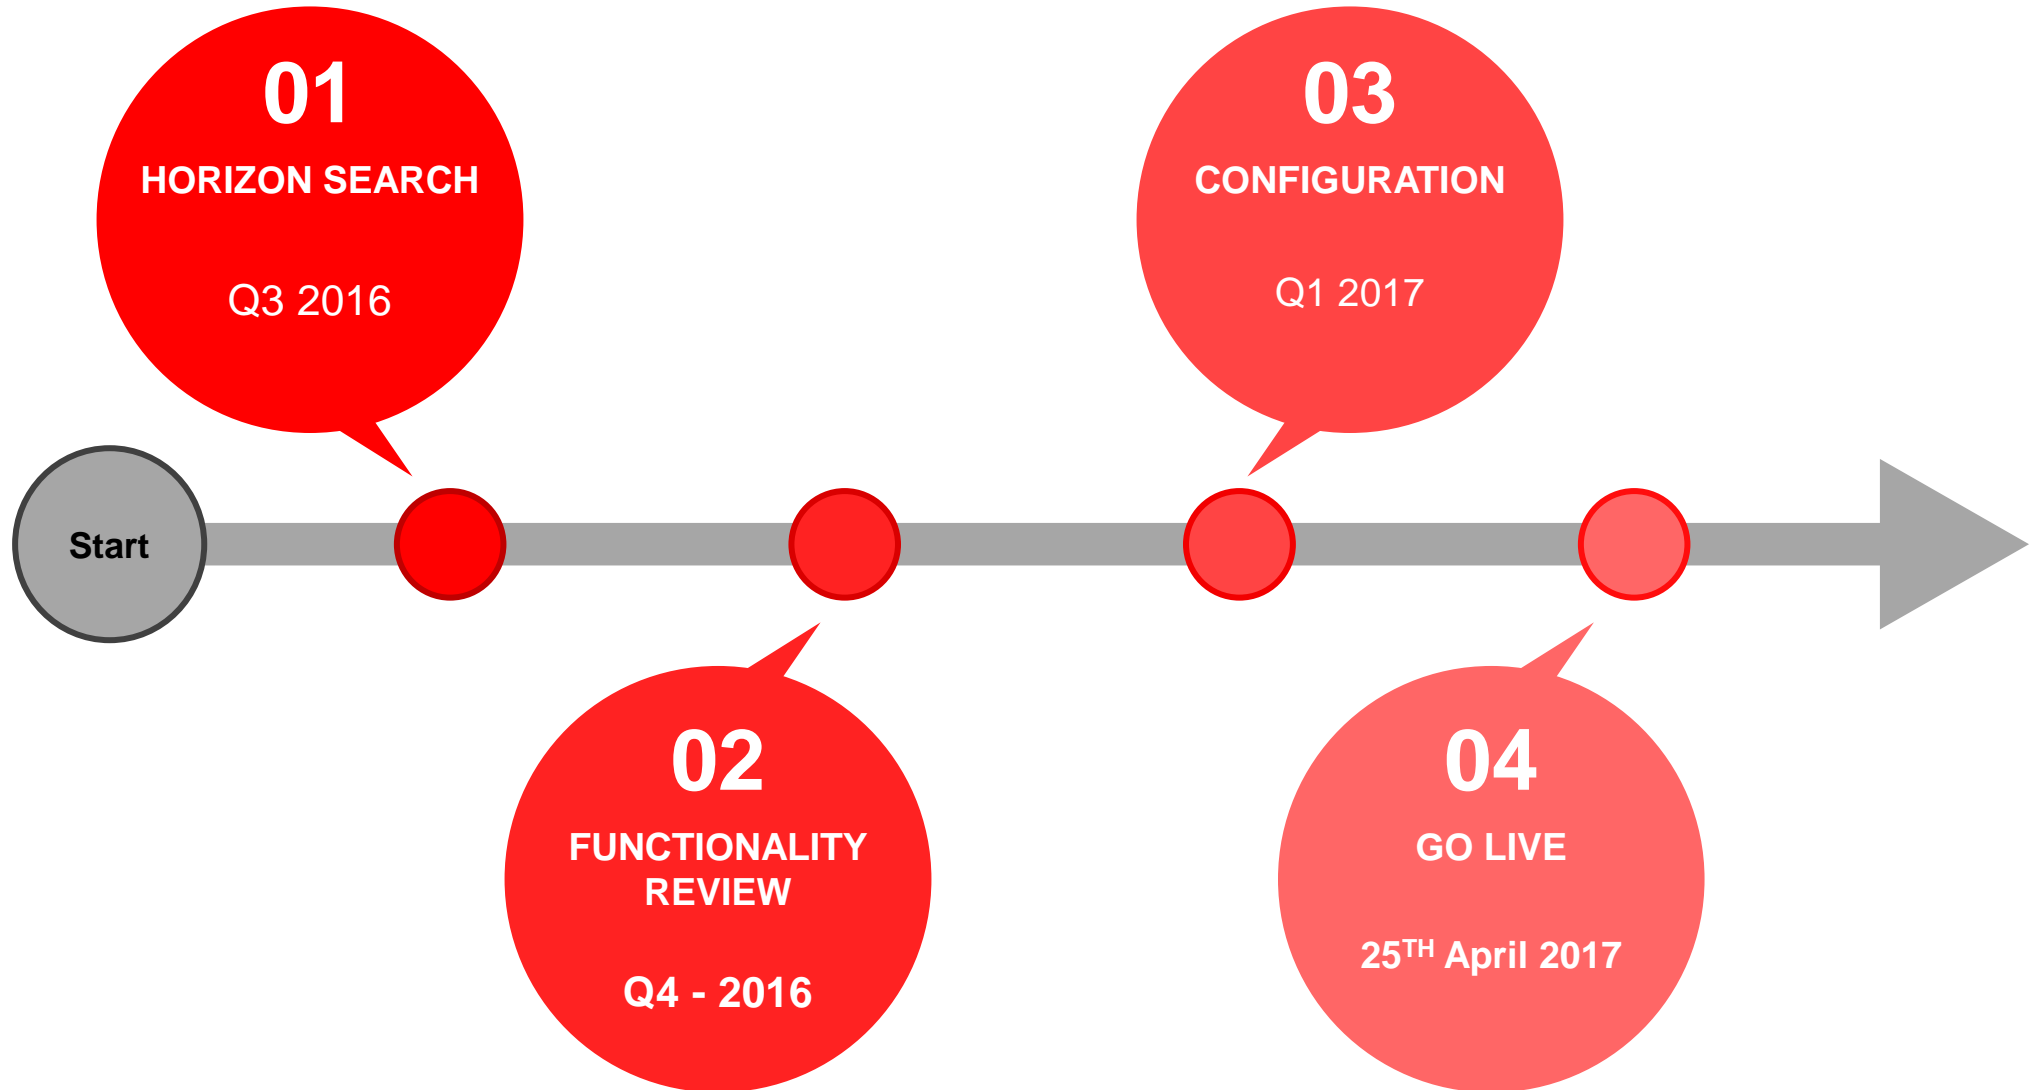 01
HORIZON SEARCH
Q3 2016
03
CONFIGURATION
Q1 2017
Start
02
FUNCTIONALITY
REVIEW
Q4 - 2016
04
GO LIVE
25TH April 2017